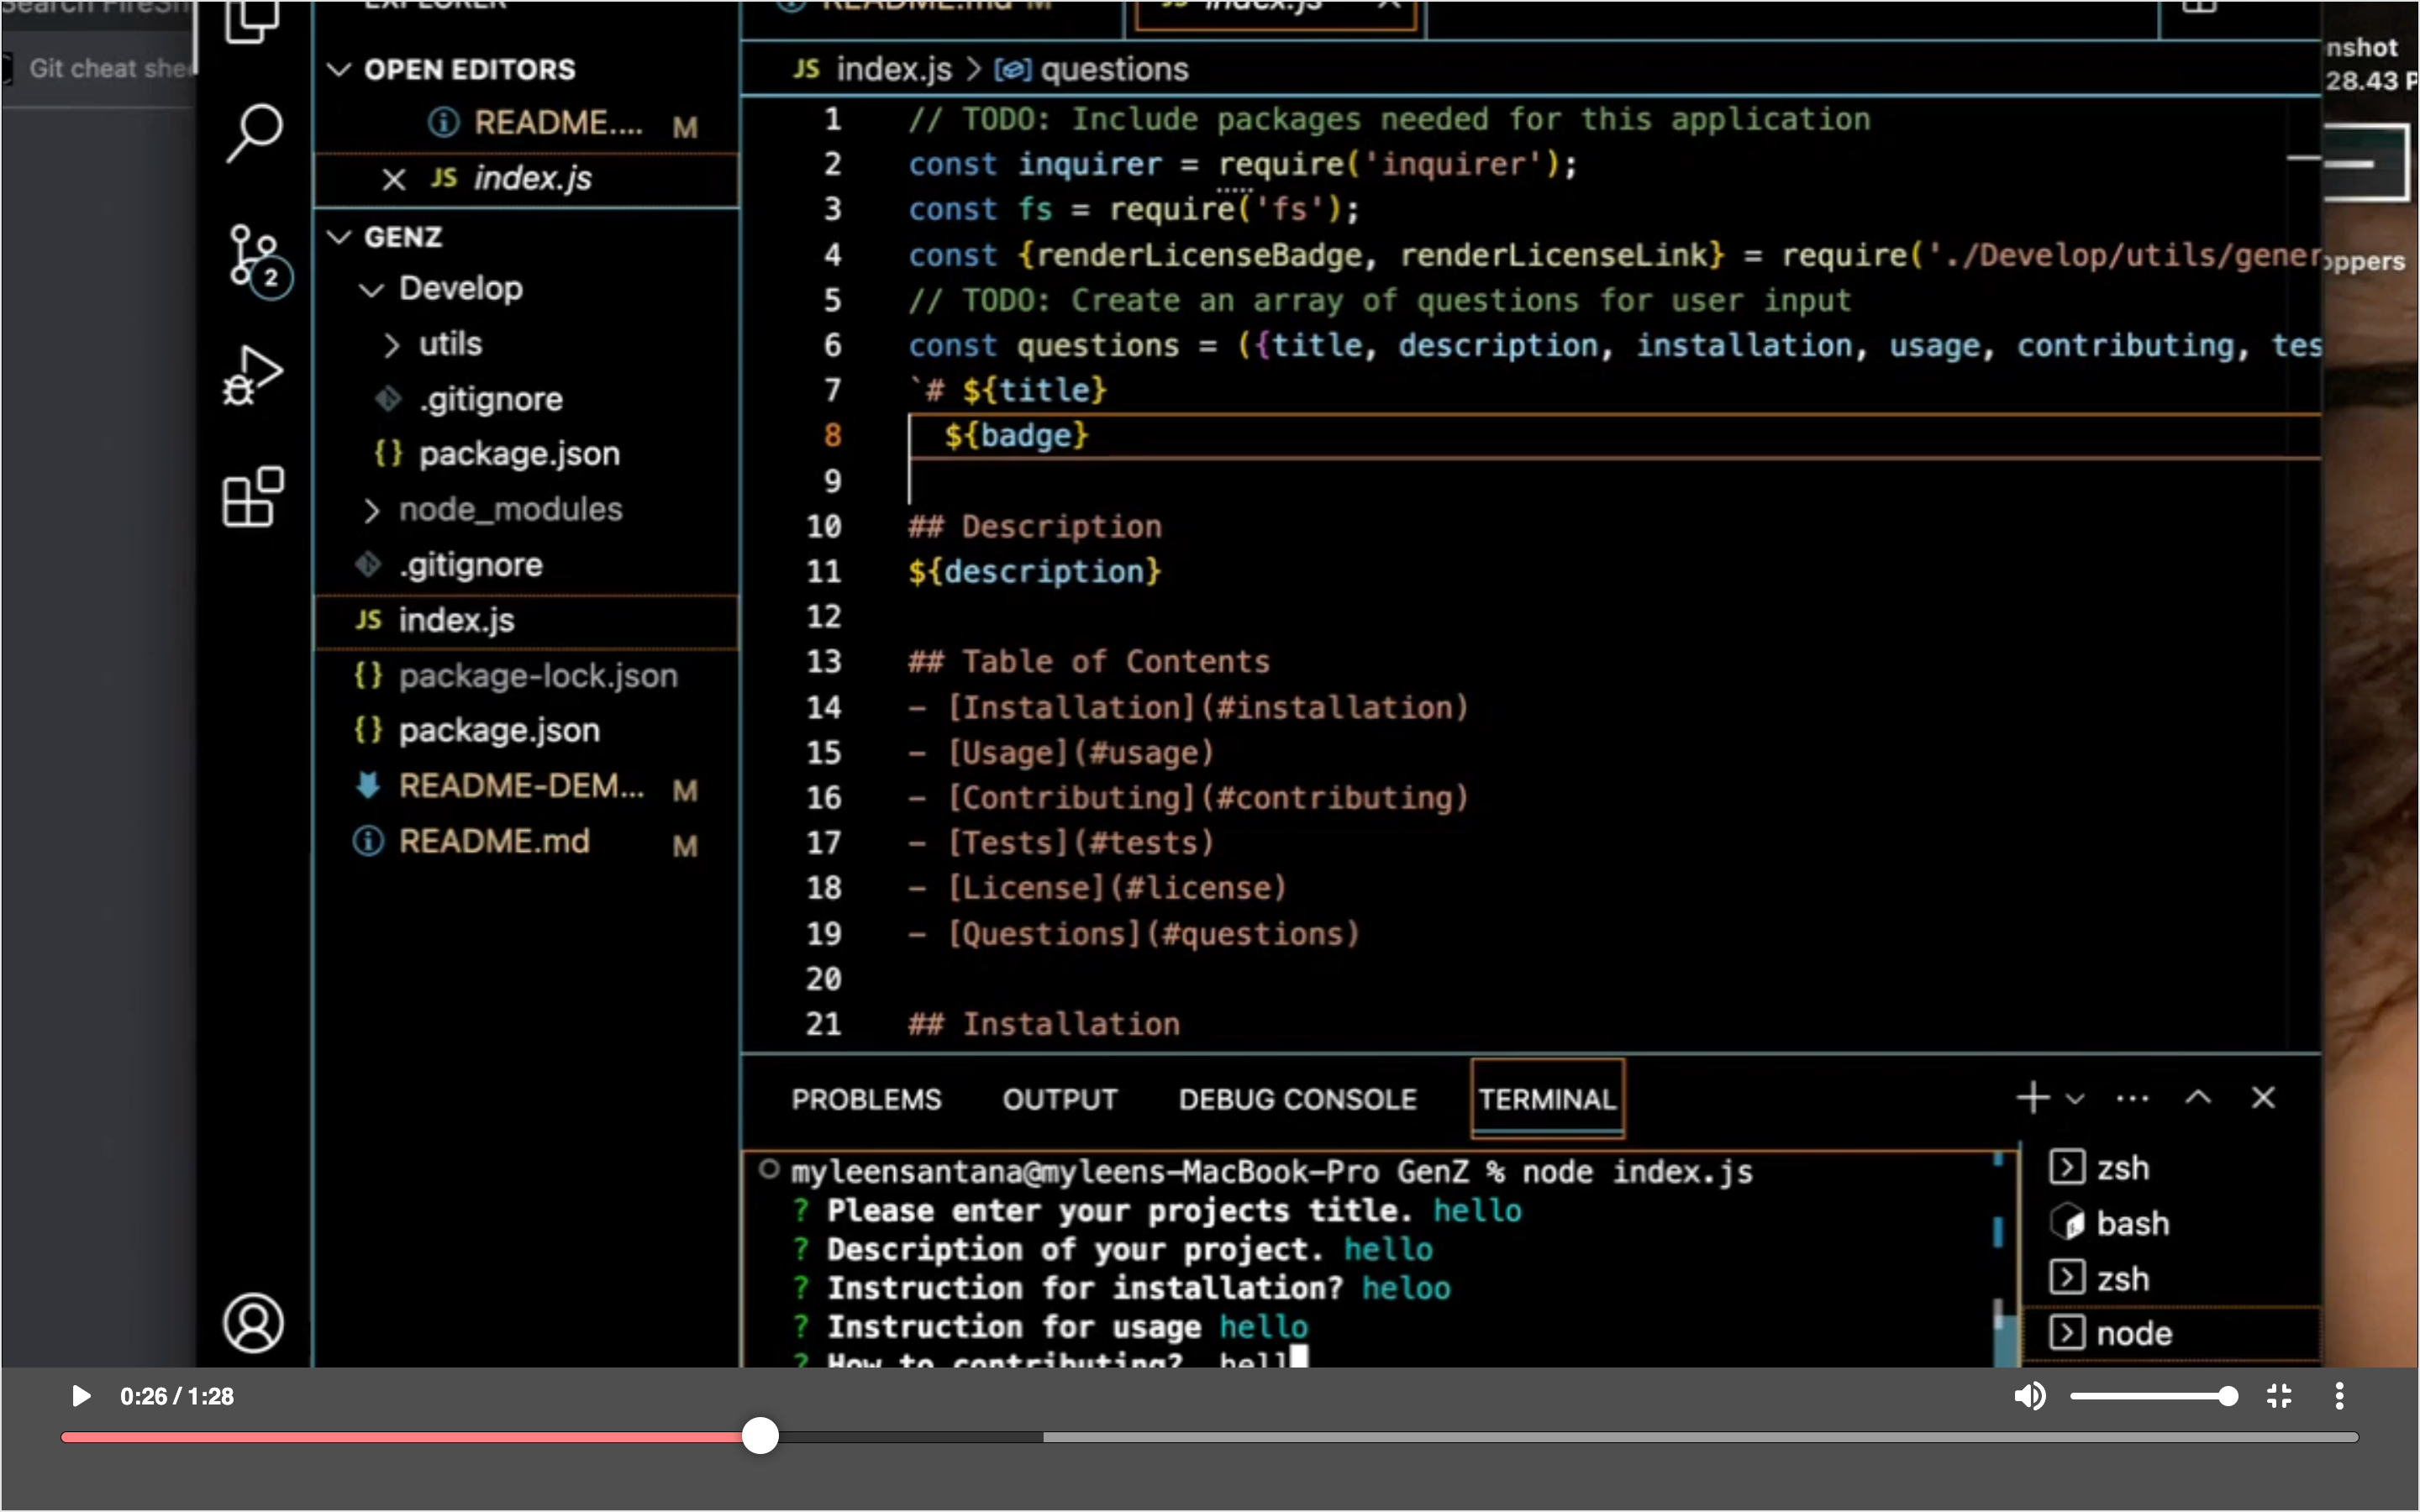 Search FireSh
Git cheat she
EXPLORER
OPEN EDITORS
README.... M
index.js
GENZ
Develop
utils
.gitignore
package.json
node_modules
.gitignore
index.js
package-lock.json
package.json
README-DEM... M
README.md M
2
README.md M
JS index.js
JS index.js > questions
1 // TODO: Include packages needed for this application
2 const inquirer = require('inquirer');
3 const fs = require('fs');
4 const {renderLicenseBadge, renderLicenseLink} = require('./Develop/utils/gener
5 // TODO: Create an array of questions for user input
6 const questions = ({title, description, installation, usage, contributing, tes
7 `# ${title}
8 ${badge}
9
10 ## Description
11 ${description}
12
13 ## Table of Contents
14 - [Installation](#installation)
15 - [Usage](#usage)
16 - [Contributing](#contributing)
17 - [Tests](#tests)
18 - [License](#license)
19 - [Questions](#questions)
20
21 ## Installation
PROBLEMS OUTPUT DEBUG CONSOLE TERMINAL
myleensantana@myleens-MacBook-Pro GenZ % node index.js
? Please enter your projects title. hello
? Description of your project. hello
? Instruction for installation? heloo
? Instruction for usage hello
? How to contributing? hell
zsh
bash
zsh
node
nshot
28.43 P
oppers
0:26 / 1:28